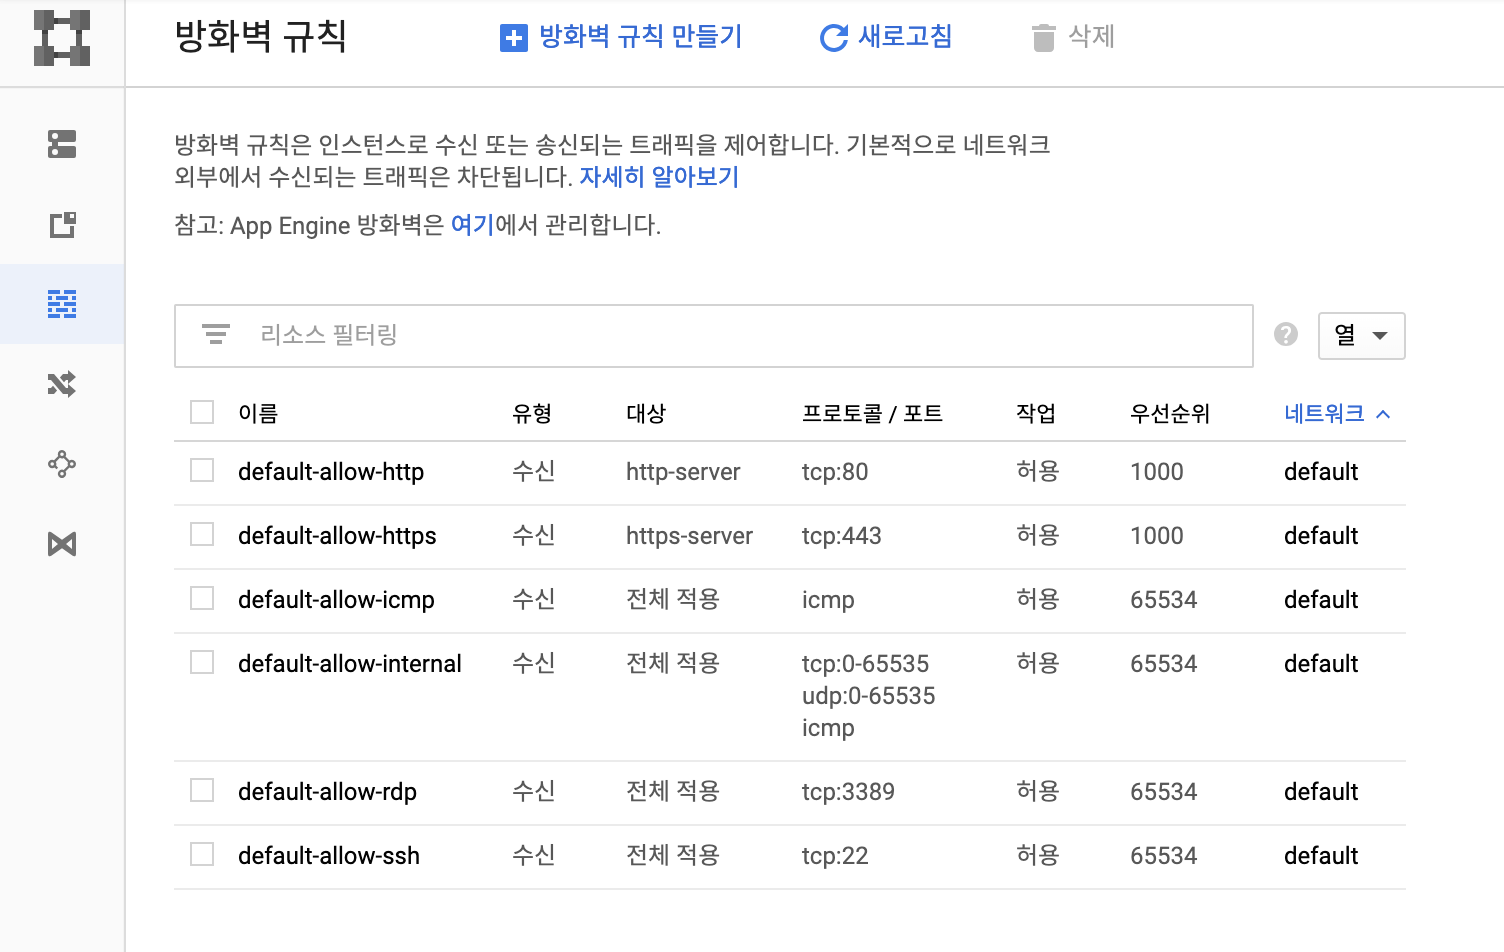 방화벽 규칙
방화벽 규칙 만들기
새로고침
삭제
방화벽 규칙은 인스턴스로 수신 또는 송신되는 트래픽을 제어합니다. 기본적으로 네트워크
외부에서 수신되는 트래픽은 차단됩니다. 자세히 알아보기
참고: App Engine 방화벽은 여기에서 관리합니다.
리소스 필터링
?
열
이름 유형 대상 프로토콜 / 포트 작업 우선순위 네트워크
default-allow-http 수신 http-server tcp:80 허용 1000 default
default-allow-https 수신 https-server tcp:443 허용 1000 default
default-allow-icmp 수신 전체 적용 icmp 허용 65534 default
default-allow-internal 수신 전체 적용 tcp:0-65535 허용 65534 default
udp:0-65535
icmp
default-allow-rdp 수신 전체 적용 tcp:3389 허용 65534 default
default-allow-ssh 수신 전체 적용 tcp:22 허용 65534 default